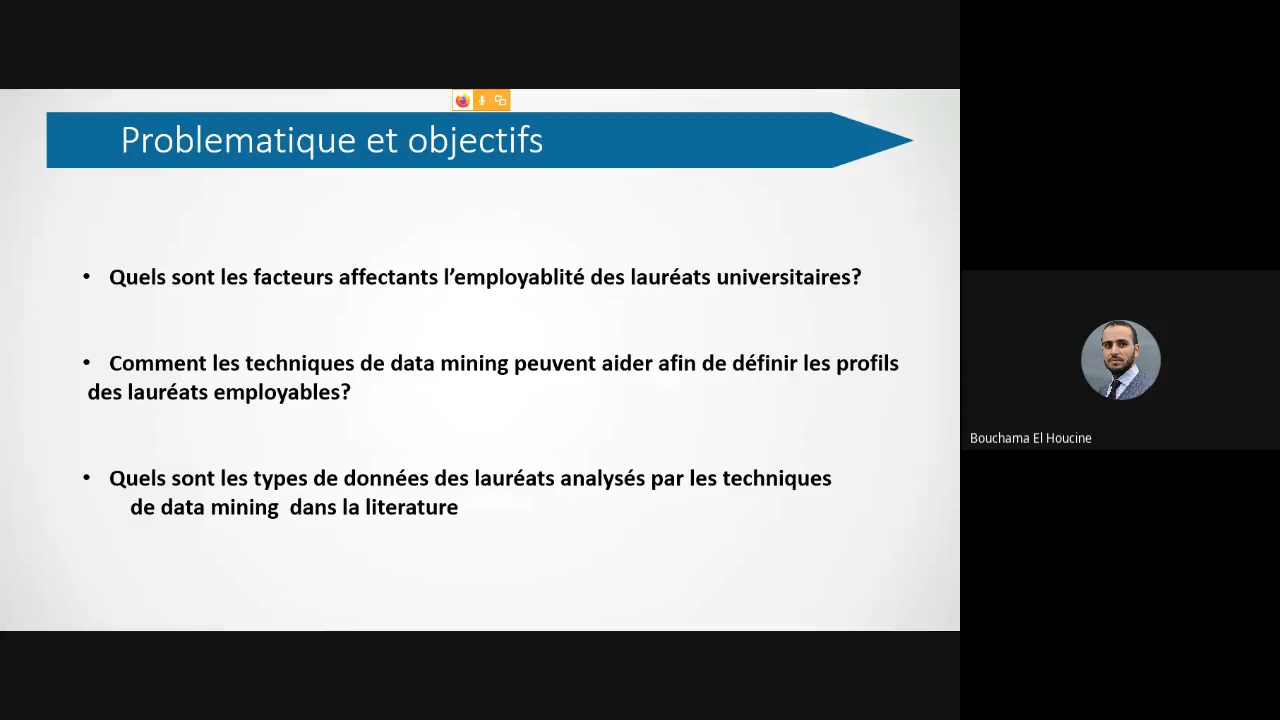 Problematique et objectifs
• Quels sont les facteurs affectants l’employablité des lauréats universitaires?
• Comment les techniques de data mining peuvent aider afin de définir les profils
des lauréats employables?
• Quels sont les types de données des lauréats analysés par les techniques
de data mining dans la literature
Bouchama El Houcine